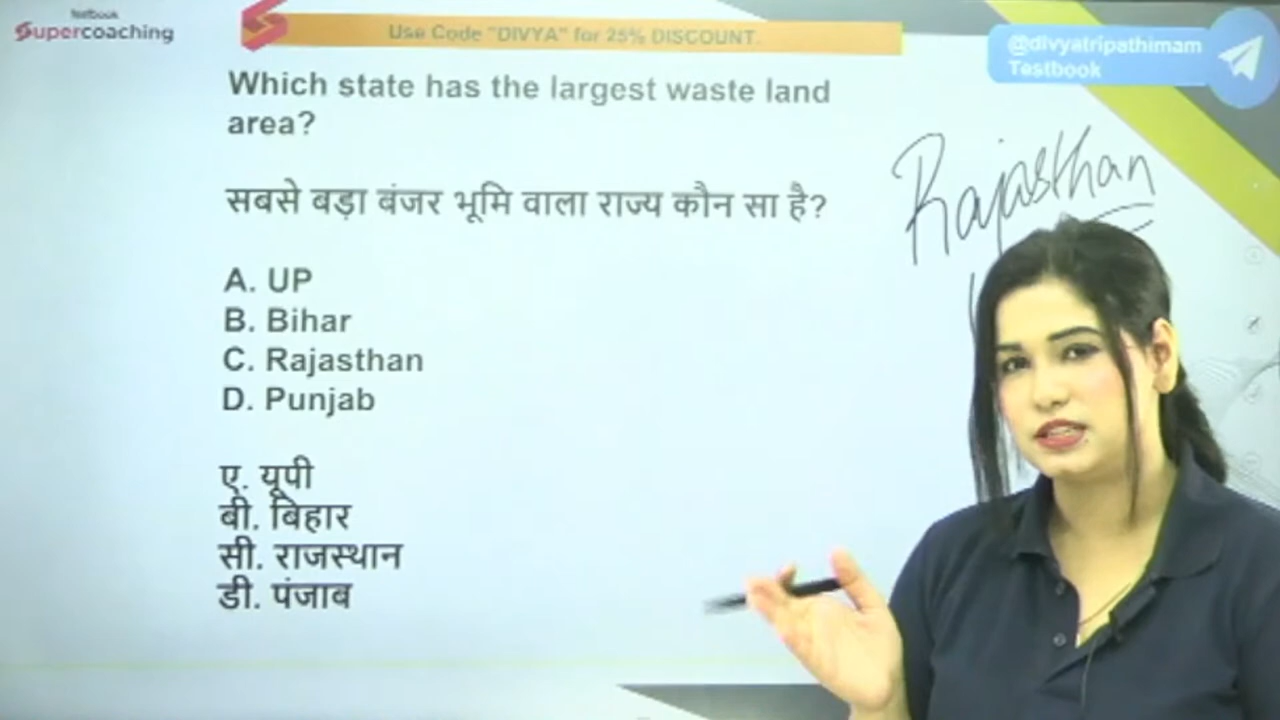 testbook
Supercoaching
Use Code "DIVYA" for 25% DISCOUNT.
@divyatripathimam
Testbook
Which state has the largest waste land
area?
सबसे बड़ा बंजर भूमि वाला राज्य कौन सा है?
A. UP
B. Bihar
C. Rajasthan
D. Punjab
ए. यूपी
बी. बिहार
सी. राजस्थान
डी. पंजाब
Rajasthan